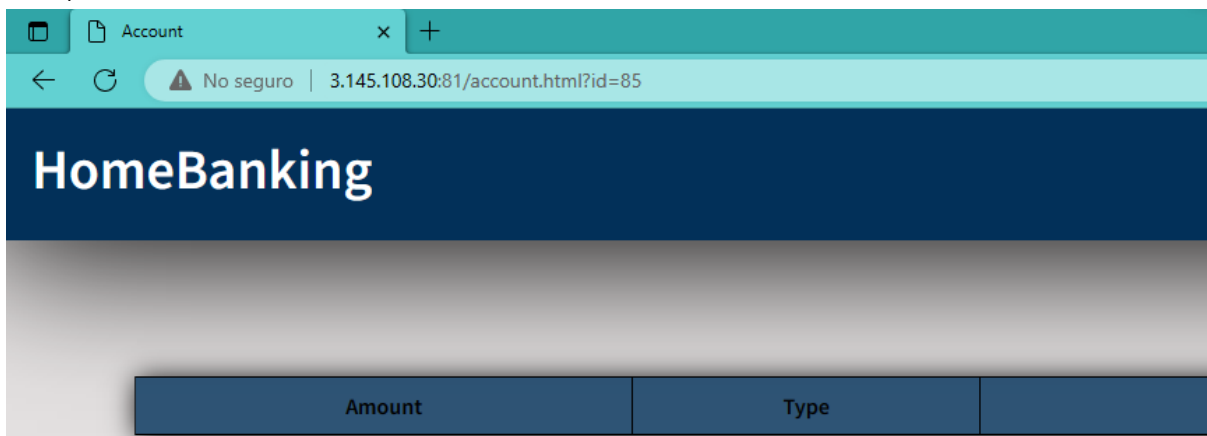 Account
No seguro | 3.145.108.30:81/account.html?id=85
HomeBanking
Amount Type